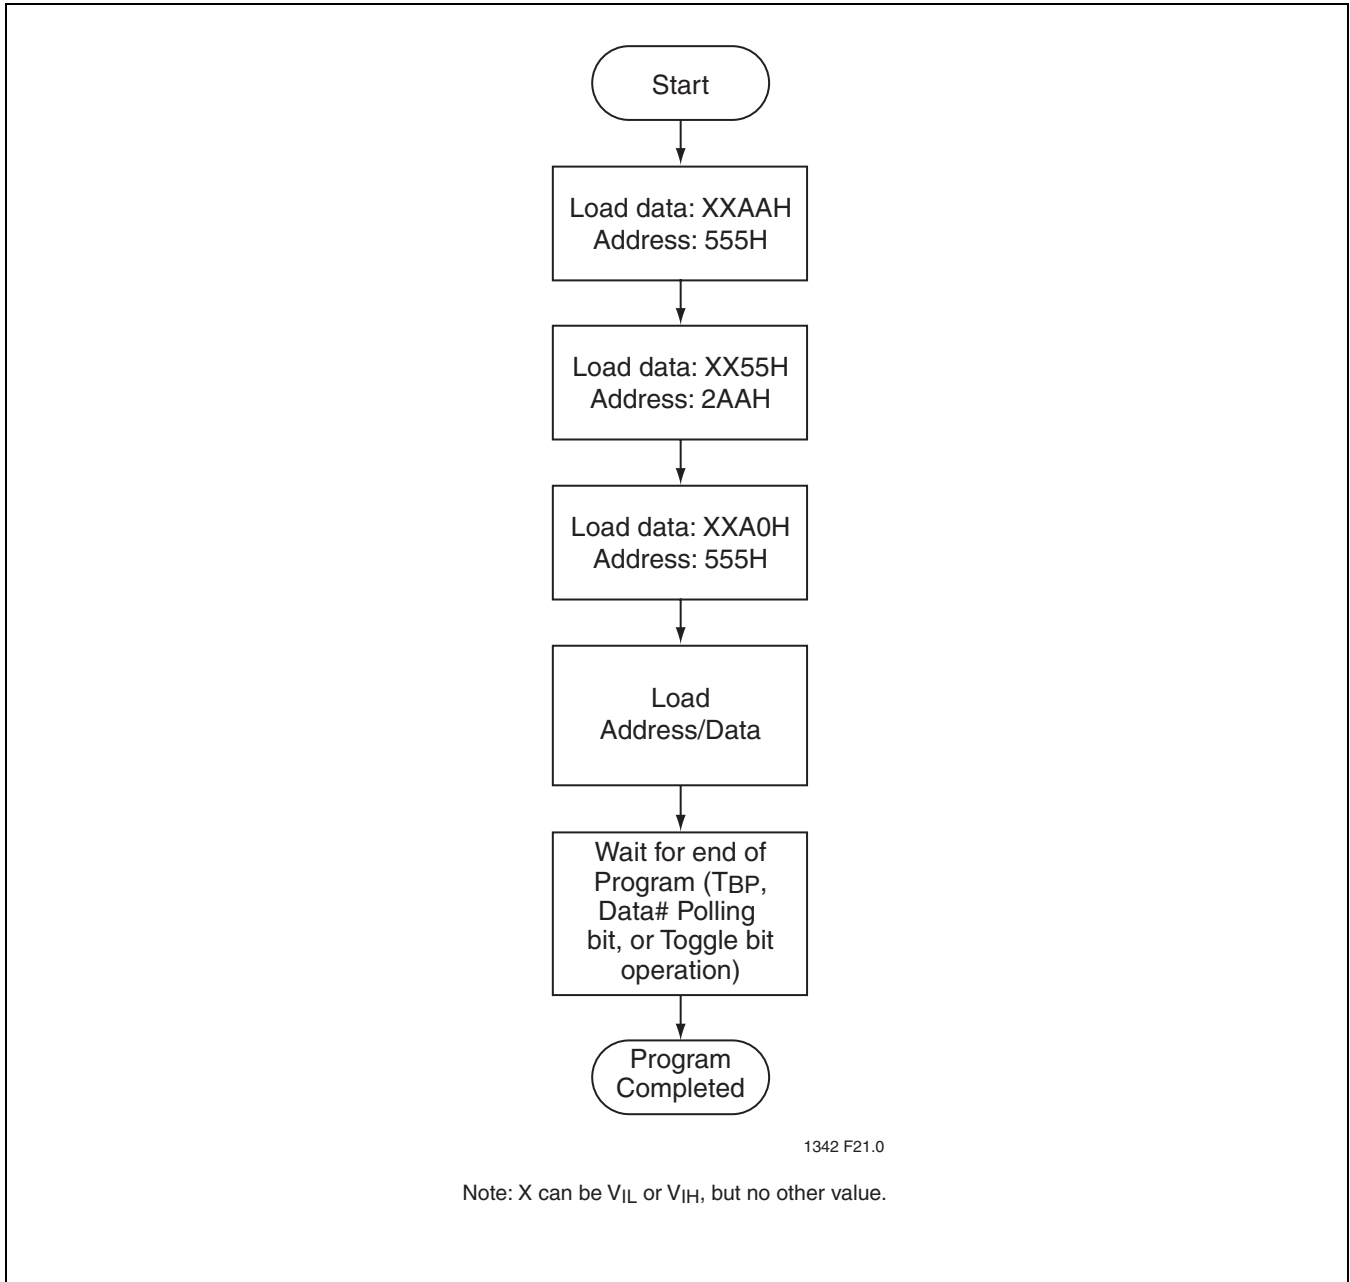 Start
Load data: XXAAH
Address: 555H
Load data: XX55H
Address: 2AAH
Load data: XXA0H
Address: 555H
Load
Address/Data
Wait for end of
Program (TBP,
Data# Polling
bit, or Toggle bit
operation)
Program
Completed
1342 F21.0
Note: X can be VIL or VIH, but no other value.